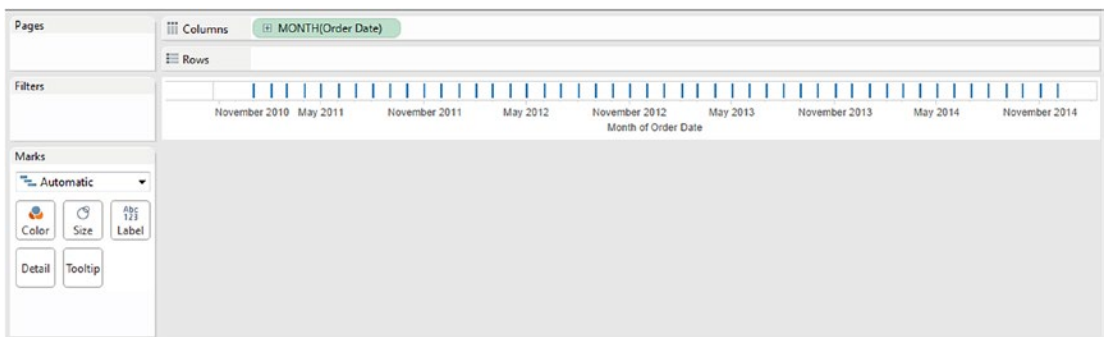 Pages
Columns
MONTH(Order Date)
Rows
Filters
November 2010 May 2011 November 2011 May 2012 November 2012 May 2013 November 2013 May 2014 November 2014
Month of Order Date
Marks
Automatic
Abc
123
Color Size Label
Detail Tooltip